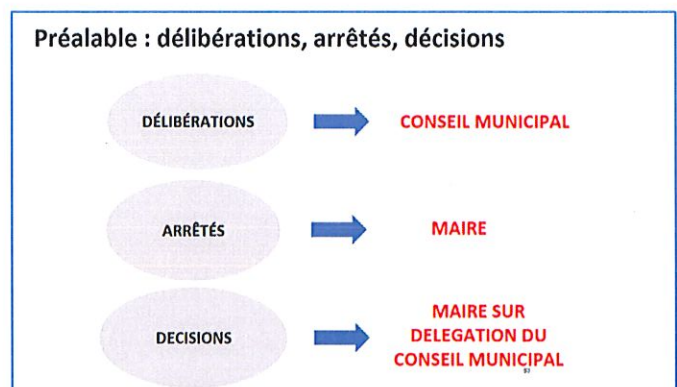 Préalable : délibérations, arrêtés, décisions
DÉLIBÉRATIONS
CONSEIL MUNICIPAL
ARRÊTÉS
MAIRE
DECISIONS
MAIRE SUR
DELEGATION DU
CONSEIL MUNICIPAL